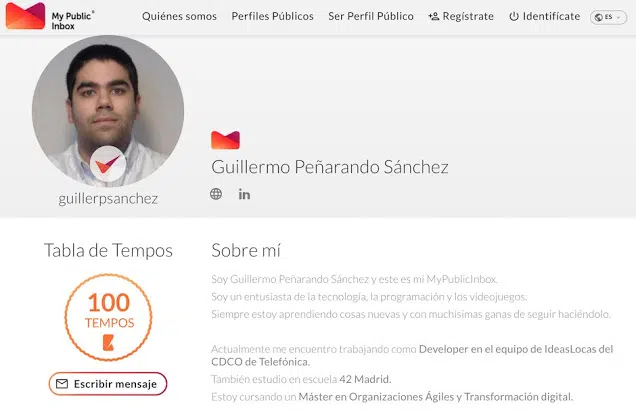 My Public Inbox®
Quiénes somos Perfiles Públicos Ser Perfil Público Regístrate Identifícate ES
Guillermo Peñarando Sánchez
guillerpsanchez
in
Tabla de Tempos
100
TEMPOS
Escribir mensaje
Sobre mí
Soy Guillermo Peñarando Sánchez y este es mi MyPublicInbox.
Soy un entusiasta de la tecnología, la programación y los videojuegos.
Siempre estoy aprendiendo cosas nuevas y con muchísimas ganas de seguir haciéndolo.
Actualmente me encuentro trabajando como Developer en el equipo de IdeasLocas del
CDCO de Telefónica.
También estudio en escuela 42 Madrid.
Estoy cursando un Máster en Organizaciones Ágiles y Transformación digital.